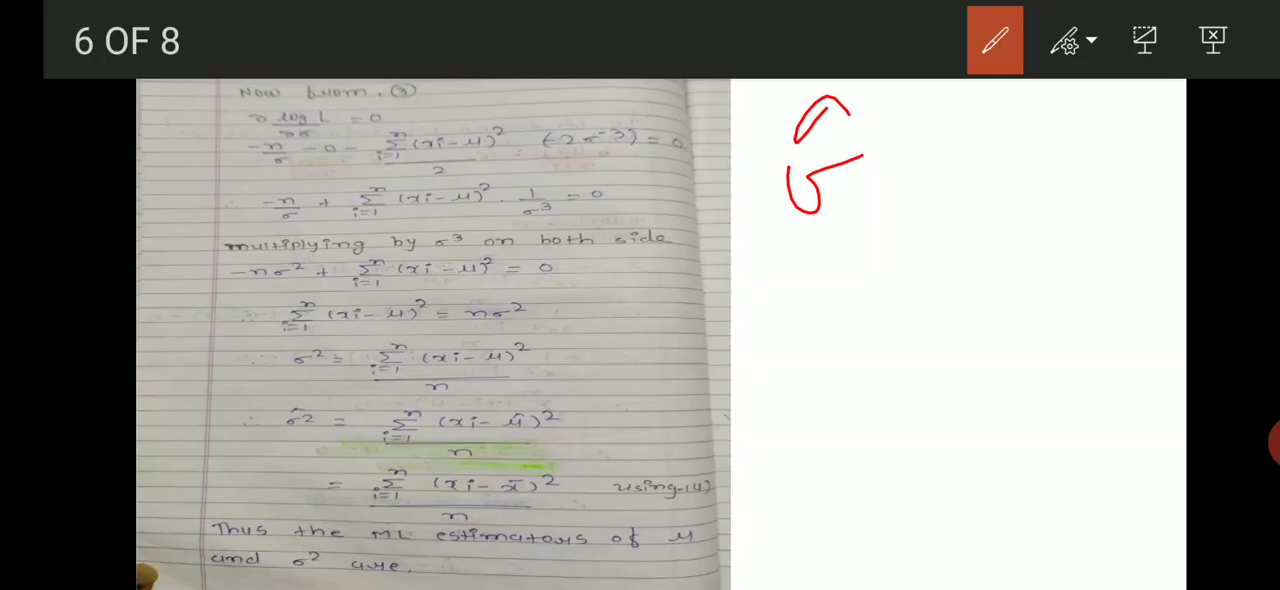 6 OF 8
Now from. (3)
∂ log L / ∂σ = 0
-n/σ - 0 - Σ_{i=1}^{n} (xi - μ)² / 2 (-2σ⁻³) = 0
∴ -n/σ + Σ_{i=1}^{n} (xi - μ)² · 1/σ³ = 0
multiplying by σ³ on both side
-nσ² + Σ_{i=1}^{n} (xi - μ)² = 0
∴ Σ_{i=1}^{n} (xi - μ)² = nσ²
∴ σ² = Σ_{i=1}^{n} (xi - μ)² / n
∴ σ̂² = Σ_{i=1}^{n} (xi - μ̂)² / n
= Σ_{i=1}^{n} (xi - x̄)² / n using-(4)
Thus the ML estimators of μ
and σ² are.